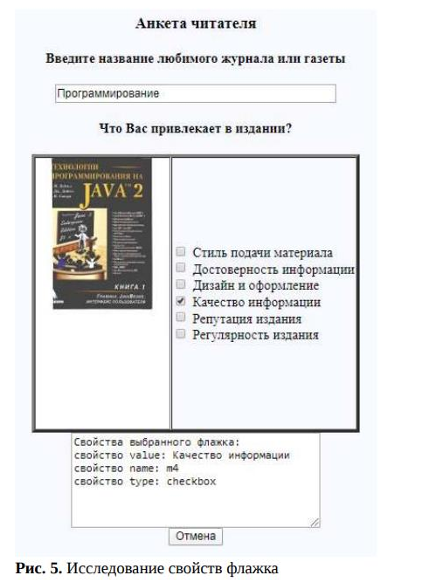 Анкета читателя
Введите название любимого журнала или газеты
Программирование
Что Вас привлекает в издании?
ТЕХНОЛОГИИ
ПРОГРАММИРОВАНИЯ НА
JAVA 2
КНИГА 1
Стиль подачи материала
Достоверность информации
Дизайн и оформление
Качество информации
Репутация издания
Регулярность издания
Свойства выбранного флажка:
свойство value: Качество информации
свойство name: m4
свойство type: checkbox
Отмена
Рис. 5. Исследование свойств флажка